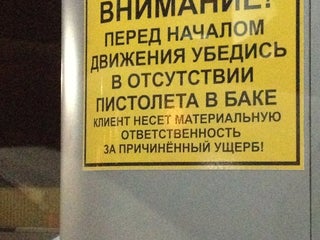 ВНИМАНИЕ!
ПЕРЕД НАЧАЛОМ
ДВИЖЕНИЯ УБЕДИСЬ
В ОТСУТСТВИИ
ПИСТОЛЕТА В БАКЕ
КЛИЕНТ НЕСЕТ МАТЕРИАЛЬНУЮ
ОТВЕТСТВЕННОСТЬ
ЗА ПРИЧИНЁННЫЙ УЩЕРБ!